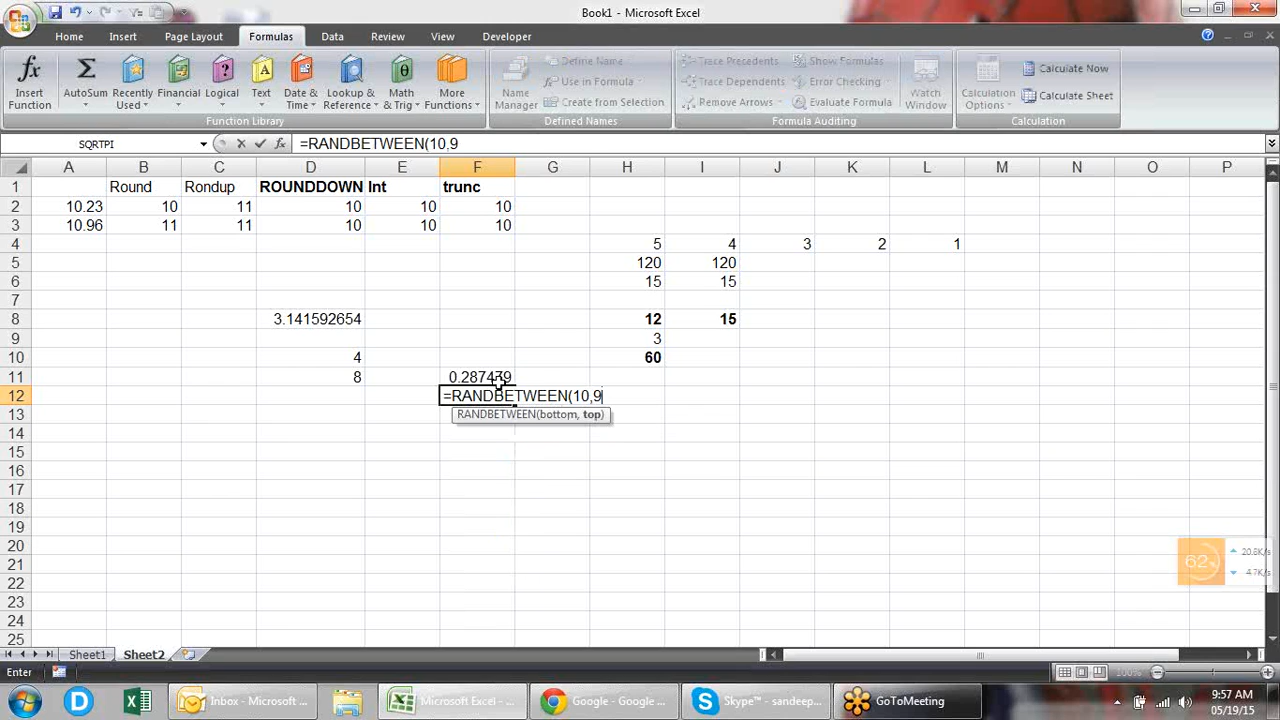 Book1 - Microsoft Excel
Home Insert Page Layout Formulas Data Review View Developer
Insert Function
AutoSum
Recently Used
Financial
Logical
Text
Date & Time
Lookup & Reference
Math & Trig
More Functions
Function Library
Name Manager
Define Name
Use in Formula
Create from Selection
Defined Names
Trace Precedents
Trace Dependents
Remove Arrows
Show Formulas
Error Checking
Evaluate Formula
Watch Window
Formula Auditing
Calculation Options
Calculate Now
Calculate Sheet
Calculation
SQRTPI =RANDBETWEEN(10,9
A B C D E F G H I J K L M N O P
1 Round Rondup ROUNDDOWN Int trunc
2 10.23 10 11 10 10 10
3 10.96 11 11 10 10 10
4 5 4 3 2 1
5 120 120
6 15 15
7
8 3.141592654 12 15
9 3
10 4 60
11 8 0.287479
12 =RANDBETWEEN(10,9
13 RANDBETWEEN(bottom, top)
14
15
16
17
18
19
20
21
22
23
24
25
62%
20.8K/s
4.7K/s
Sheet1 Sheet2
Enter 100%
Inbox - Microsoft ... Microsoft Excel - ... Google - Google ... Skype™ - sandeep... GoToMeeting
9:57 AM
05/19/15